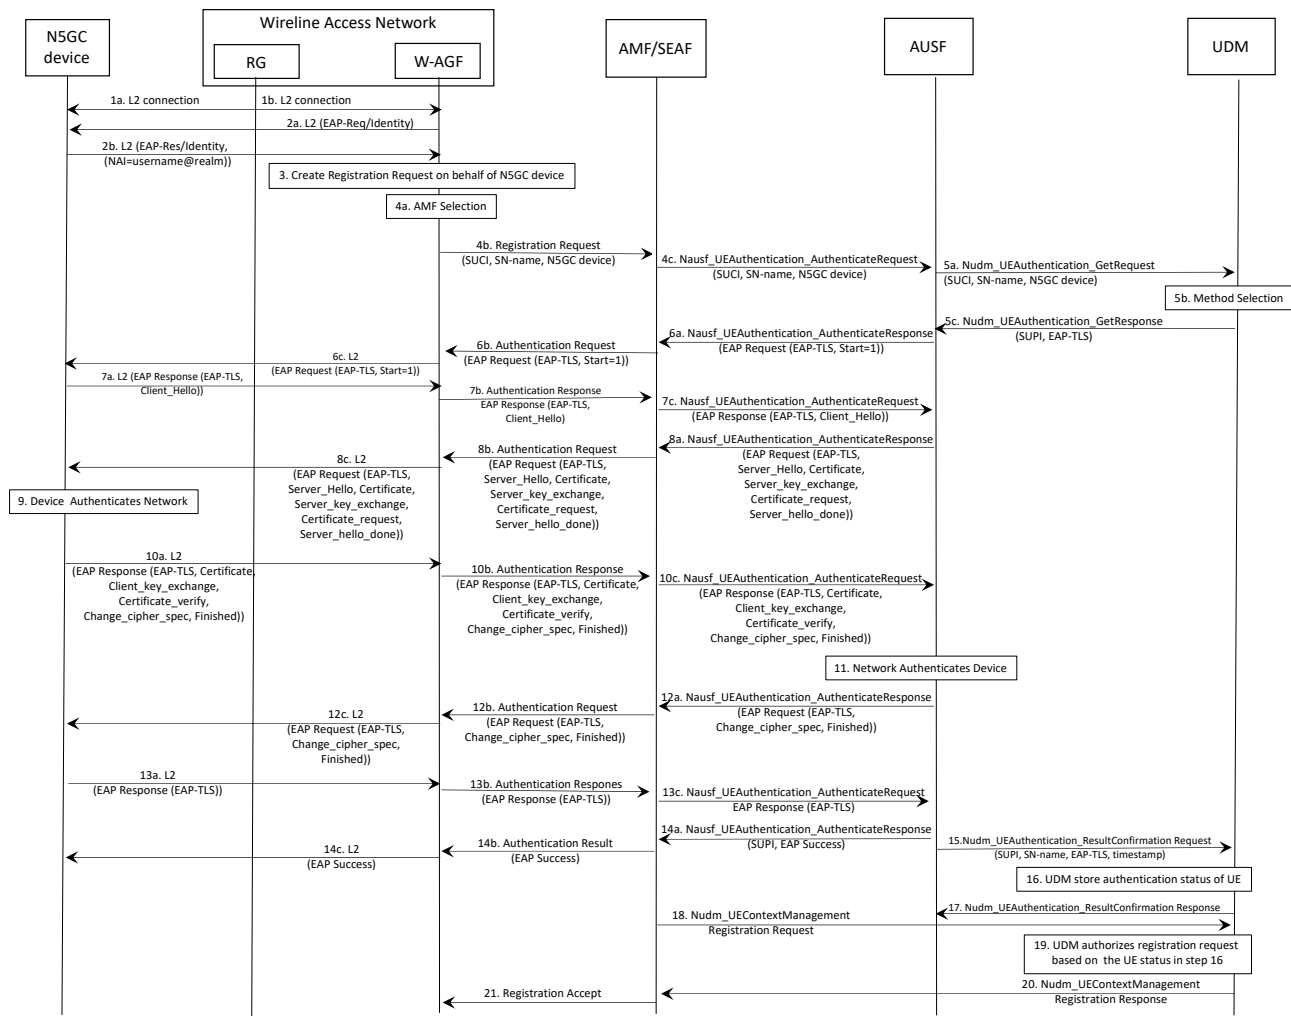 Wireline Access Network
N5GC
device
RG
W-AGF
AMF/SEAF
AUSF
UDM
1a. L2 connection
1b. L2 connection
2a. L2 (EAP-Req/Identity)
2b. L2 (EAP-Res/Identity,
(NAI=username@realm))
3. Create Registration Request on behalf of N5GC device
4a. AMF Selection
4b. Registration Request
(SUCI, SN-name, N5GC device)
4c. Nausf_UEAuthentication_AuthenticateRequest
(SUCI, SN-name, N5GC device)
5a. Nudm_UEAuthentication_GetRequest
(SUCI, SN-name, N5GC device)
5b. Method Selection
5c. Nudm_UEAuthentication_GetResponse
(SUPI, EAP-TLS)
6a. Nausf_UEAuthentication_AuthenticateResponse
(EAP Request (EAP-TLS, Start=1))
6b. Authentication Request
(EAP Request (EAP-TLS, Start=1))
6c. L2
(EAP Request (EAP-TLS, Start=1))
7a. L2 (EAP Response (EAP-TLS,
Client_Hello))
7b. Authentication Response
EAP Response (EAP-TLS,
Client_Hello)
7c. Nausf_UEAuthentication_AuthenticateRequest
(EAP Response (EAP-TLS, Client_Hello))
8a. Nausf_UEAuthentication_AuthenticateResponse
(EAP Request (EAP-TLS,
Server_Hello, Certificate,
Server_key_exchange,
Certificate_request,
Server_hello_done))
8b. Authentication Request
(EAP Request (EAP-TLS,
Server_Hello, Certificate,
Server_key_exchange,
Certificate_request,
Server_hello_done))
8c. L2
(EAP Request (EAP-TLS,
Server_Hello, Certificate,
Server_key_exchange,
Certificate_request,
Server_hello_done))
9. Device Authenticates Network
10a. L2
(EAP Response (EAP-TLS, Certificate,
Client_key_exchange,
Certificate_verify,
Change_cipher_spec, Finished))
10b. Authentication Response
(EAP Response (EAP-TLS, Certificate,
Client_key_exchange,
Certificate_verify,
Change_cipher_spec, Finished))
10c. Nausf_UEAuthentication_AuthenticateRequest
(EAP Response (EAP-TLS, Certificate,
Client_key_exchange,
Certificate_verify,
Change_cipher_spec, Finished))
11. Network Authenticates Device
12a. Nausf_UEAuthentication_AuthenticateResponse
(EAP Request (EAP-TLS,
Change_cipher_spec, Finished))
12b. Authentication Request
(EAP Request (EAP-TLS,
Change_cipher_spec, Finished))
12c. L2
(EAP Request (EAP-TLS,
Change_cipher_spec,
Finished))
13a. L2
(EAP Response (EAP-TLS))
13b. Authentication Respones
(EAP Response (EAP-TLS))
13c. Nausf_UEAuthentication_AuthenticateRequest
EAP Response (EAP-TLS)
14a. Nausf_UEAuthentication_AuthenticateResponse
(SUPI, EAP Success)
14b. Authentication Result
(EAP Success)
14c. L2
(EAP Success)
15.Nudm_UEAuthentication_ResultConfirmation Request
(SUPI, SN-name, EAP-TLS, timestamp)
16. UDM store authentication status of UE
17. Nudm_UEAuthentication_ResultConfirmation Response
18. Nudm_UEContextManagement
Registration Request
19. UDM authorizes registration request
based on the UE status in step 16
20. Nudm_UEContextManagement
Registration Response
21. Registration Accept